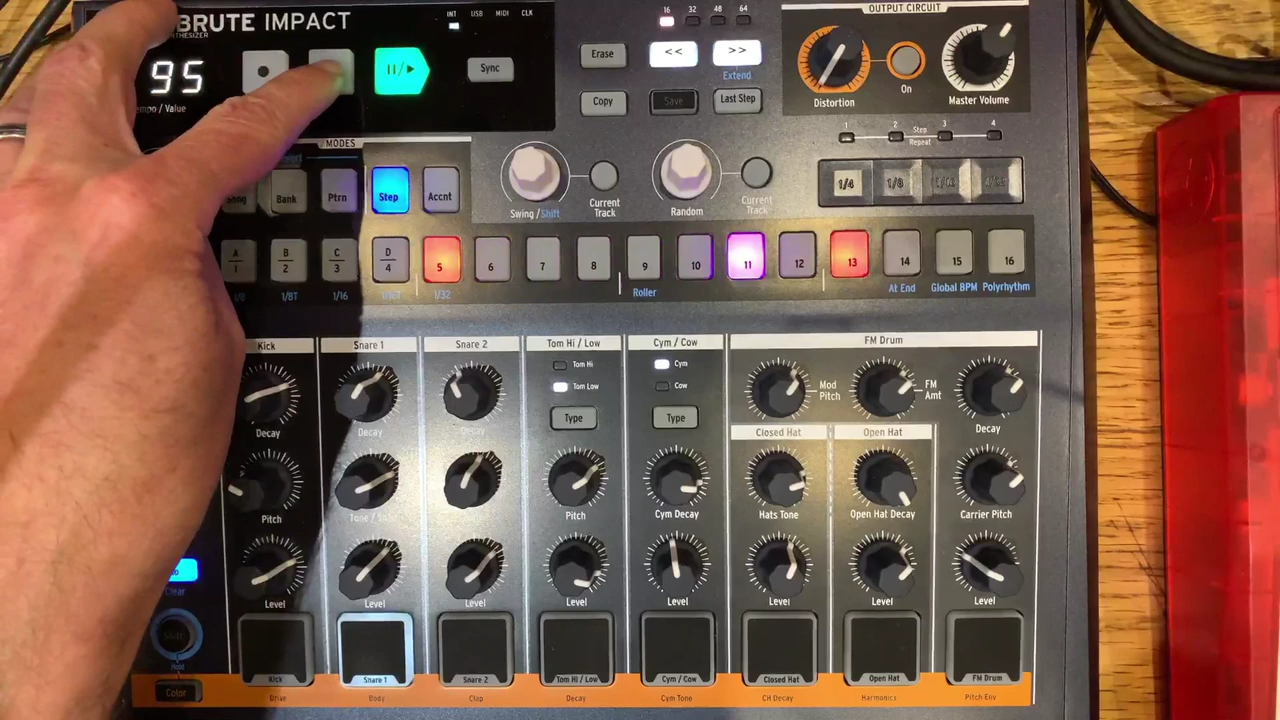 BRUTE IMPACT
INT USB MIDI CLK
16 32 48 64
OUTPUT CIRCUIT
95
Sync
Erase
<< >>
Extend
Copy
Save
Last Step
Distortion
On
Master Volume
MODES
Bank
Ptrn
Step
Accnt
Swing / Shift
Current Track
Random
Current Track
1 2 3 4
Step Repeat
1/4 1/8
A 1
B 2
C 3
D 4
5 6 7 8 9 10 11 12 13 14 15 16
1/8T 1/16 1/32
Roller
At End
Global BPM
Polyrhythm
Kick
Snare 1
Snare 2
Tom Hi / Low
Cym / Cow
FM Drum
Tom Hi
Tom Low
Cym
Cow
Type
Type
Mod Pitch
FM Amt
Decay
Decay
Decay
Closed Hat
Open Hat
Pitch
Pitch
Cym Decay
Hats Tone
Open Hat Decay
Carrier Pitch
Level Level Level Level Level Level Level Level
Clear
Color
Kick
Snare 1
Snare 2
Tom Hi / Low
Cym / Cow
Closed Hat
Open Hat
FM Drum
Drive
Body
Clap
Decay
Cym Tone
CH Decay
Harmonics
Pitch Env